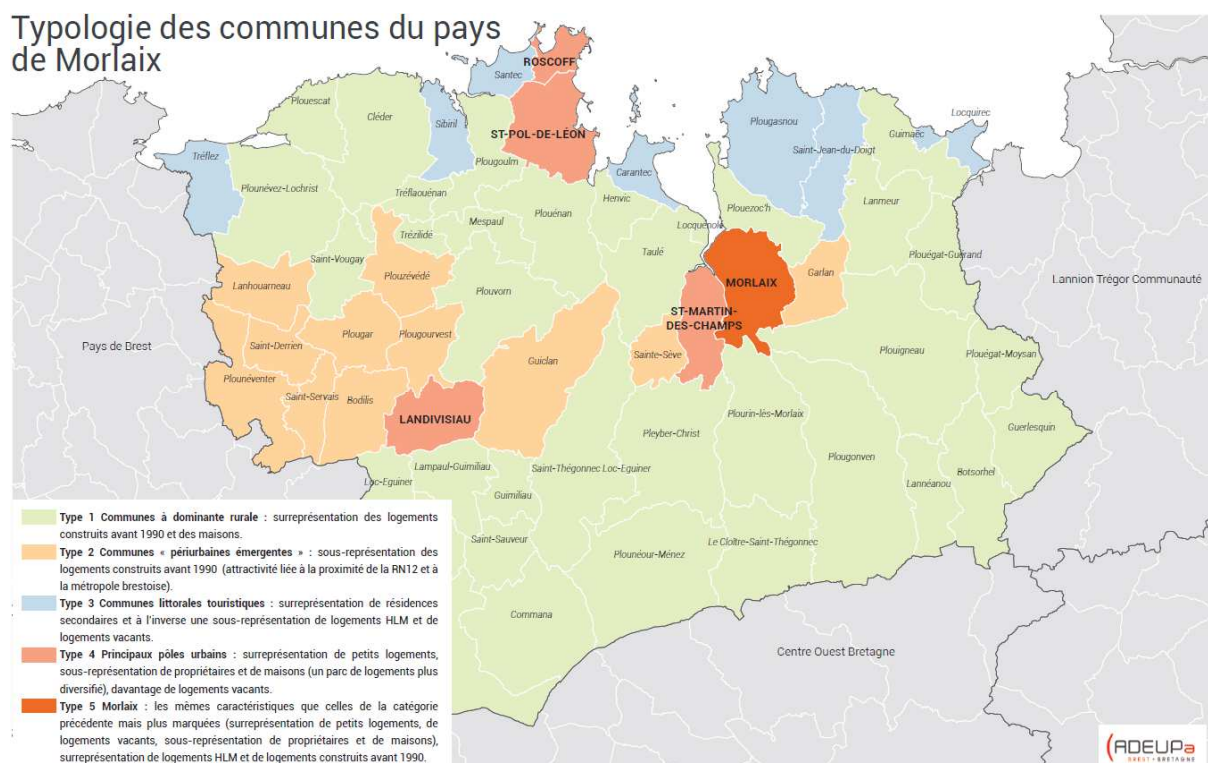 Typologie des communes du pays
de Morlaix
ROSCOFF
Santec
Plouescat
Cléder
Sibiril
ST-POL-DE-LÉON
Plougoulm
Plougasnou
Saint-Jean-du-Doigt
Locquirec
Guimaëc
Tréflez
Plounévez-Lochrist
Tréflaouénan
Carantec
Henvic
Lanmeur
Mespaul
Plouénan
Plouezoc'h
Trézilidé
Locquénolé
Taulé
Saint-Vougay
Plouzévédé
Plouégat-Guérand
Lanhouarneau
Plouvorn
MORLAIX
Garlan
Lannion Trégor Communauté
ST-MARTIN-
DES-CHAMPS
Plougar
Plougourvest
Pays de Brest
Saint-Derrien
Guiclan
Sainte-Sève
Plouigneau
Plouégat-Moysan
Plounéventer
Saint-Servais
Bodilis
LANDIVISIAU
Plourin-lès-Morlaix
Guerlesquin
Pleyber-Christ
Plougonven
Lampaul-Guimiliau
Saint-Thégonnec Loc-Eguiner
Botsorhel
Loc-Eguiner
Lannéanou
Guimiliau
Saint-Sauveur
Le Cloître-Saint-Thégonnec
Plounéour-Ménez
Commana
Centre Ouest Bretagne
Type 1 Communes à dominante rurale : surreprésentation des logements
construits avant 1990 et des maisons.
Type 2 Communes « périurbaines émergentes » : sous-représentation des
logements construits avant 1990 (attractivité liée à la proximité de la RN12 et à
la métropole brestoise).
Type 3 Communes littorales touristiques : surreprésentation de résidences
secondaires et à l'inverse une sous-représentation de logements HLM et de
logements vacants.
Type 4 Principaux pôles urbains : surreprésentation de petits logements,
sous-représentation de propriétaires et de maisons (un parc de logements plus
diversifié), davantage de logements vacants.
Type 5 Morlaix : les mêmes caractéristiques que celles de la catégorie
précédente mais plus marquées (surreprésentation de petits logements, de
logements vacants, sous-représentation de propriétaires et de maisons),
surreprésentation de logements HLM et de logements construits avant 1990.
ADEUPa
BREST • BRETAGNE